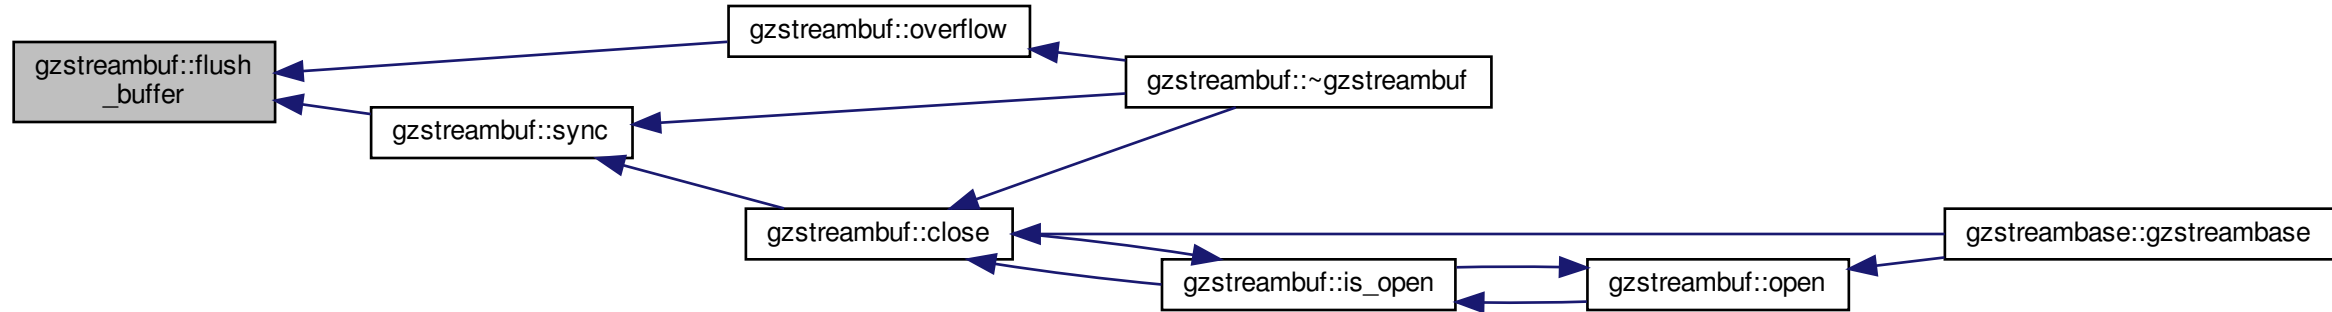 gzstreambuf::flush
_buffer
gzstreambuf::overflow
gzstreambuf::~gzstreambuf
gzstreambuf::sync
gzstreambuf::close
gzstreambase::gzstreambase
gzstreambuf::is_open
gzstreambuf::open